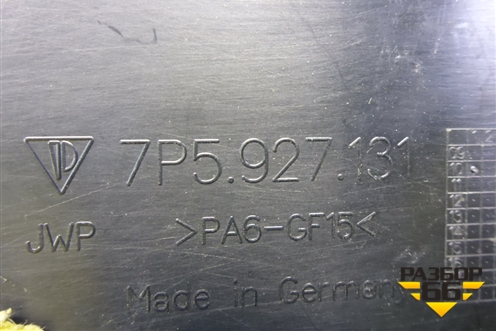 7P5.927.131
JWP >PA6-GF15<
Made in Germany
РАЗБОР
66